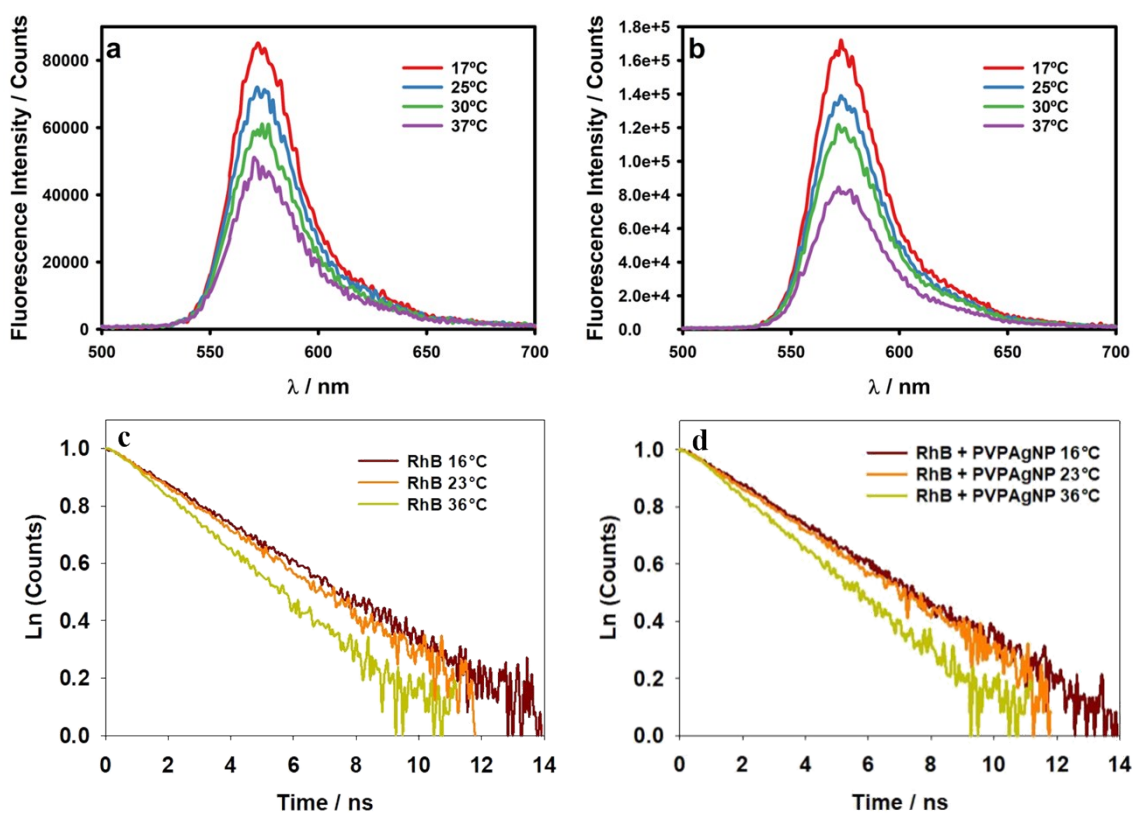 a
Fluorescence Intensity / Counts
80000
60000
40000
20000
0
17ºC
25ºC
30ºC
37ºC
500 550 600 650 700
λ / nm
b
Fluorescence Intensity / Counts
1.8e+5
1.6e+5
1.4e+5
1.2e+5
1.0e+5
8.0e+4
6.0e+4
4.0e+4
2.0e+4
0.0
17ºC
25ºC
30ºC
37ºC
500 550 600 650 700
λ / nm
c
Ln (Counts)
1.0
0.8
0.6
0.4
0.2
0.0
RhB 16°C
RhB 23°C
RhB 36°C
0 2 4 6 8 10 12 14
Time / ns
d
Ln (Counts)
1.0
0.8
0.6
0.4
0.2
0.0
RhB + PVPAgNP 16°C
RhB + PVPAgNP 23°C
RhB + PVPAgNP 36°C
0 2 4 6 8 10 12 14
Time / ns